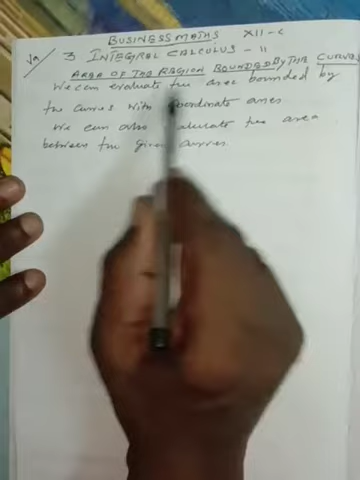 BUSINESS MATHS XII-C
3 INTEGRAL CALCULUS - II
AREA OF THE REGION BOUNDED BY THE CURVES
We can evaluate the area bounded by
the curves with coordinate axes
We can also calculate the area
between the given curves.